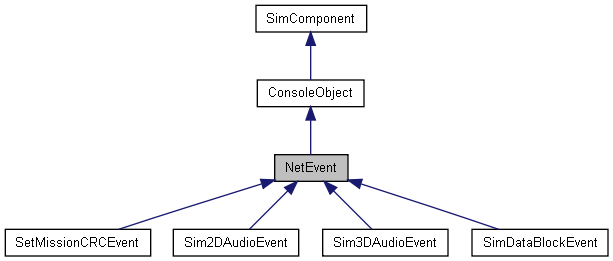 SimComponent
ConsoleObject
NetEvent
SetMissionCRCEvent
Sim2DAudioEvent
Sim3DAudioEvent
SimDataBlockEvent